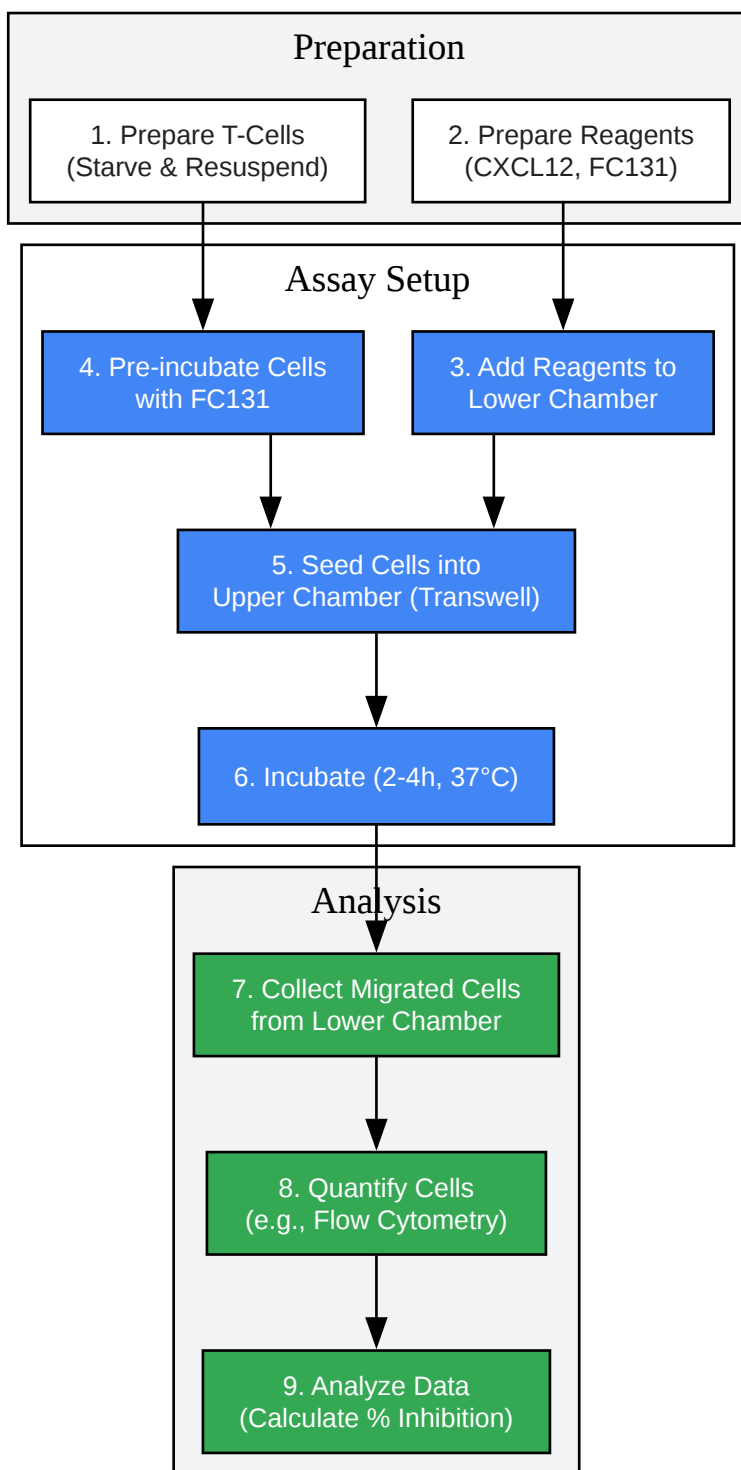 Preparation
1. Prepare T-Cells
(Starve & Resuspend)
2. Prepare Reagents
(CXCL12, FC131)
Assay Setup
4. Pre-incubate Cells
with FC131
3. Add Reagents to
Lower Chamber
5. Seed Cells into
Upper Chamber (Transwell)
6. Incubate (2-4h, 37°C)
Analysis
7. Collect Migrated Cells
from Lower Chamber
8. Quantify Cells
(e.g., Flow Cytometry)
9. Analyze Data
(Calculate % Inhibition)